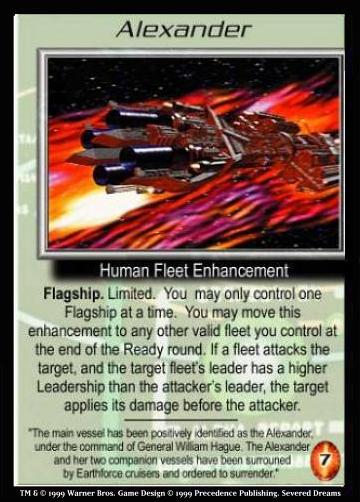 Alexander
Human Fleet Enhancement
Flagship. Limited. You may only control one
Flagship at a time. You may move this
enhancement to any other valid fleet you control at
the end of the Ready round. If a fleet attacks the
target, and the target fleet's leader has a higher
Leadership than the attacker's leader, the target
applies its damage before the attacker.
"The main vessel has been positively identified as the Alexander,
under the command of General William Hague. The Alexander
and her two companion vessels have been surrouned
by Earthforce cruisers and ordered to surrender."
7
TM & © 1999 Warner Bros. Game Design © 1999 Precedence Publishing. Severed Dreams